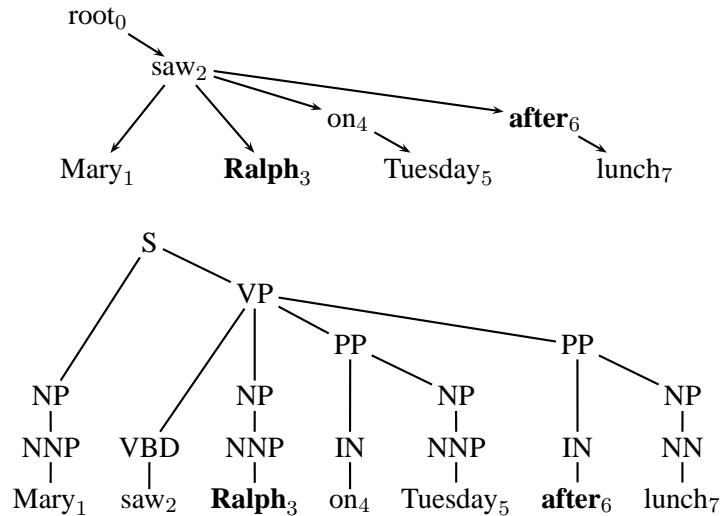 root₀
saw₂
on₄ after₆
Mary₁ Ralph₃ Tuesday₅ lunch₇
S
VP
PP PP
NP NP NP NP
NNP VBD NNP IN NNP IN NN
Mary₁ saw₂ Ralph₃ on₄ Tuesday₅ after₆ lunch₇